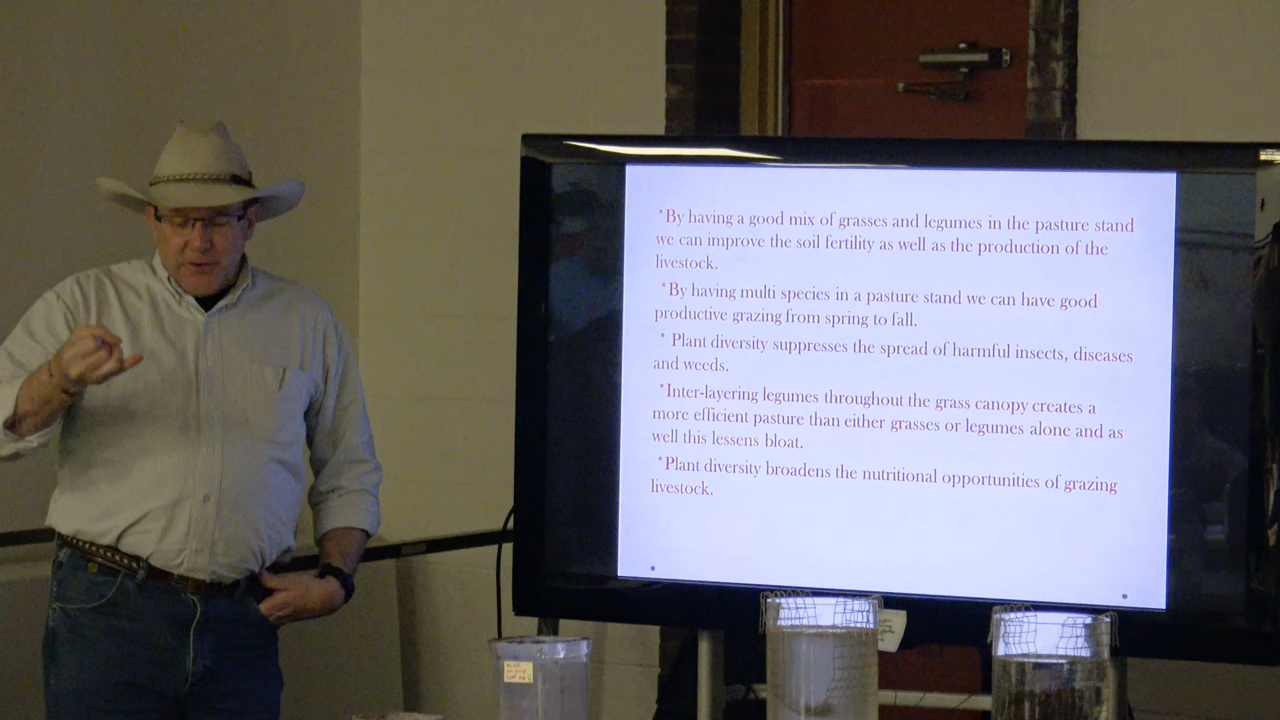 *By having a good mix of grasses and legumes in the pasture stand
we can improve the soil fertility as well as the production of the
livestock.
*By having multi species in a pasture stand we can have good
productive grazing from spring to fall.
* Plant diversity suppresses the spread of harmful insects, diseases
and weeds.
*Inter-layering legumes throughout the grass canopy creates a
more efficient pasture than either grasses or legumes alone and as
well this lessens bloat.
*Plant diversity broadens the nutritional opportunities of grazing
livestock.